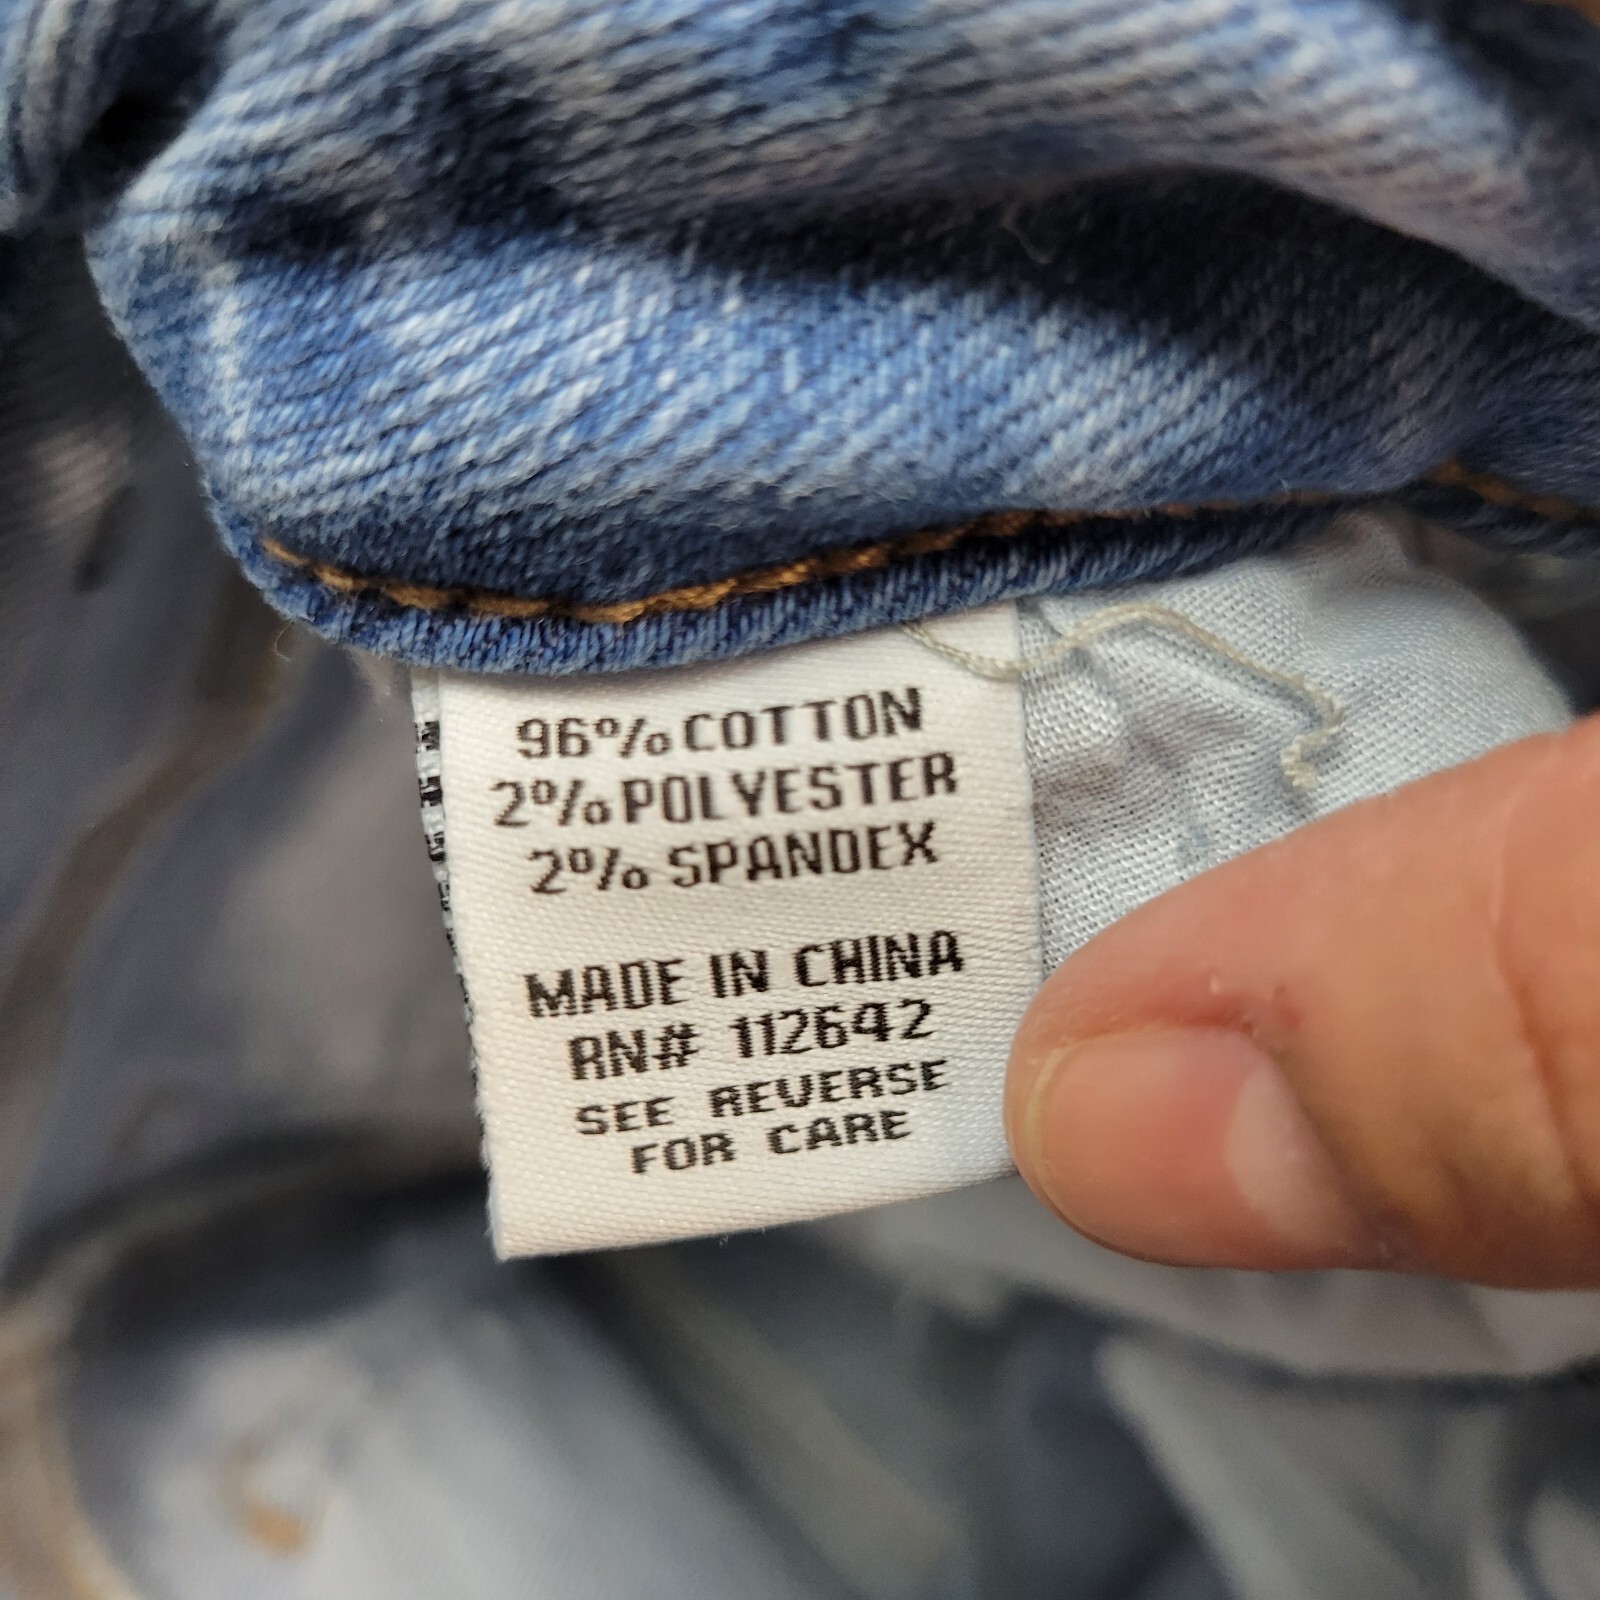 96% COTTON
2% POLYESTER
2% SPANDEX
MADE IN CHINA
RN# 112642
SEE REVERSE
FOR CARE